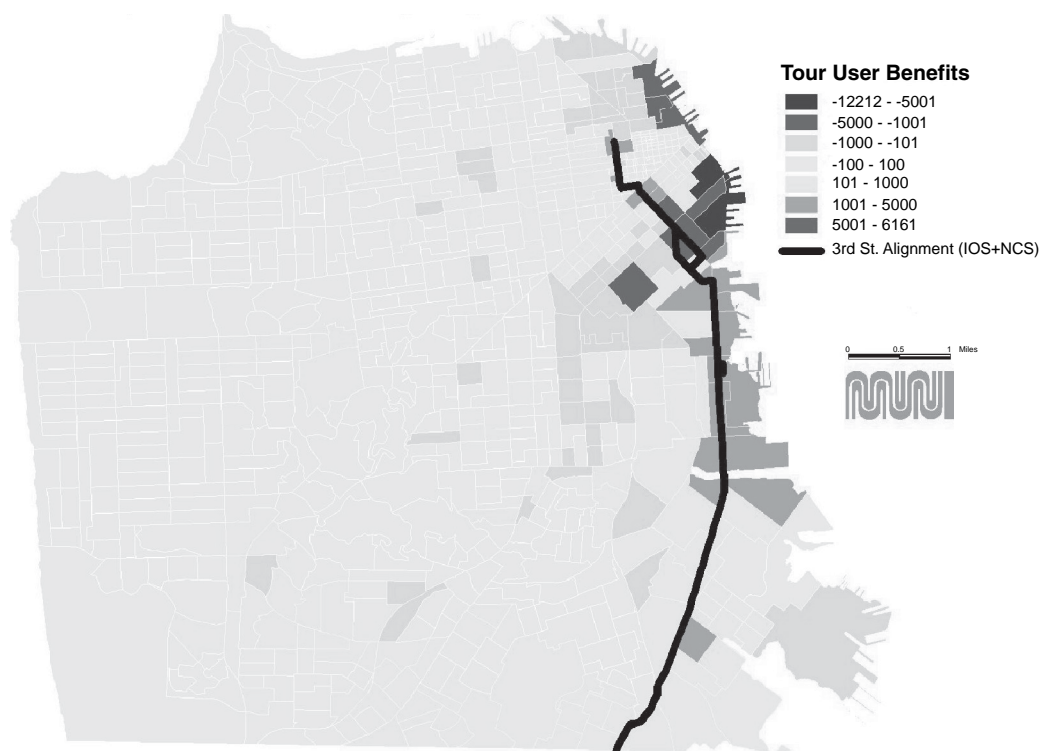 Tour User Benefits
-12212 - -5001
-5000 - -1001
-1000 - -101
-100 - 100
101 - 1000
1001 - 5000
5001 - 6161
3rd St. Alignment (IOS+NCS)
0 0.5 1 Miles
MUNI